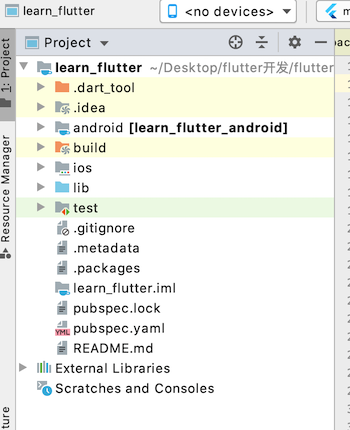 learn_flutter
<no devices>
Project
pac
learn_flutter ~/Desktop/flutter开发/flutter
.dart_tool
.idea
android [learn_flutter_android]
build
ios
lib
test
.gitignore
.metadata
.packages
learn_flutter.iml
pubspec.lock
YML pubspec.yaml
README.md
External Libraries
Scratches and Consoles
1: Project
Resource Manager